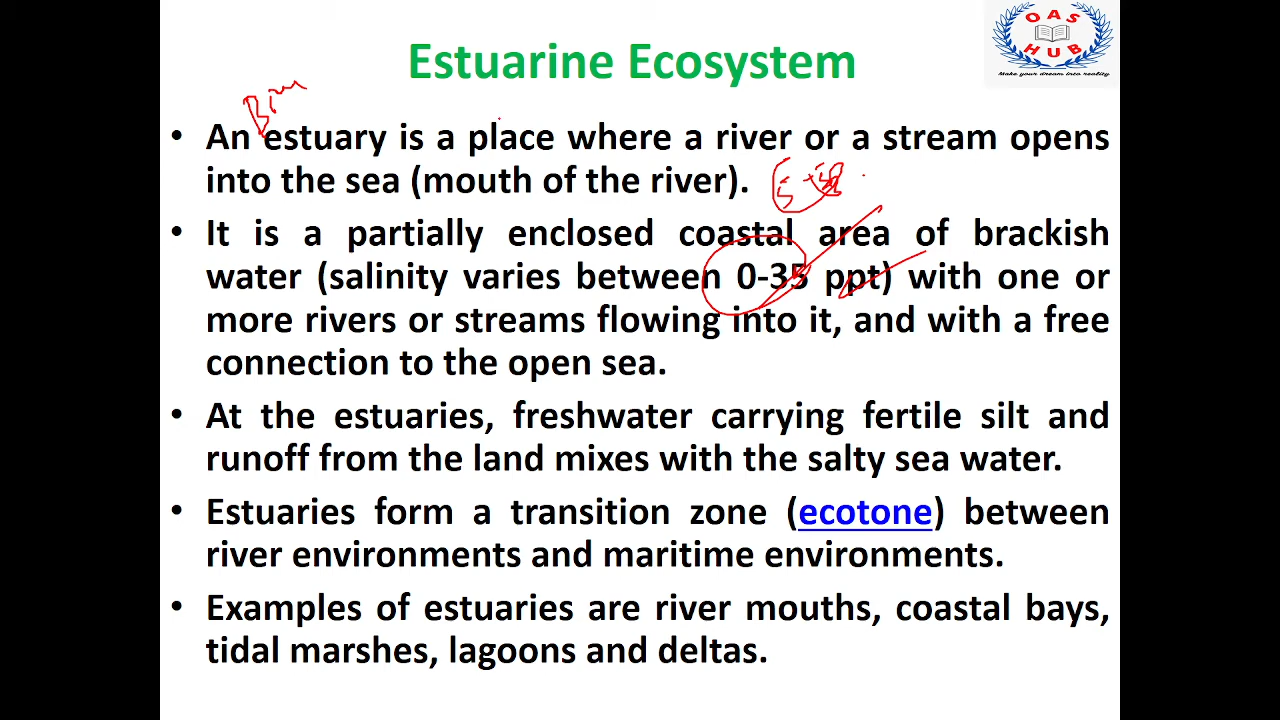 OAS
HUB
Make your dream into reality
Estuarine Ecosystem
• An estuary is a place where a river or a stream opens
into the sea (mouth of the river).
• It is a partially enclosed coastal area of brackish
water (salinity varies between 0-35 ppt) with one or
more rivers or streams flowing into it, and with a free
connection to the open sea.
• At the estuaries, freshwater carrying fertile silt and
runoff from the land mixes with the salty sea water.
• Estuaries form a transition zone (ecotone) between
river environments and maritime environments.
• Examples of estuaries are river mouths, coastal bays,
tidal marshes, lagoons and deltas.